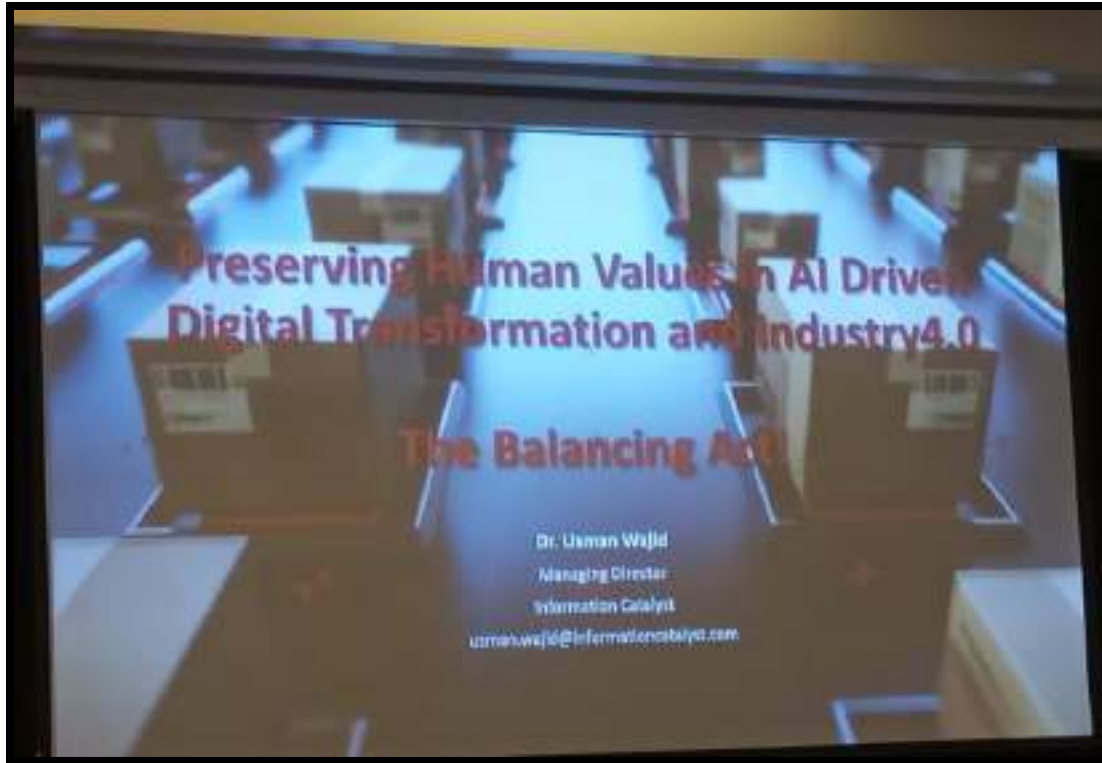 Preserving Human Values in AI Driven
Digital Transformation and Industry4.0
The Balancing Act!
Dr. Usman Wajid
Managing Director
Information Catalyst
usman.wajid@informationcatalyst.com